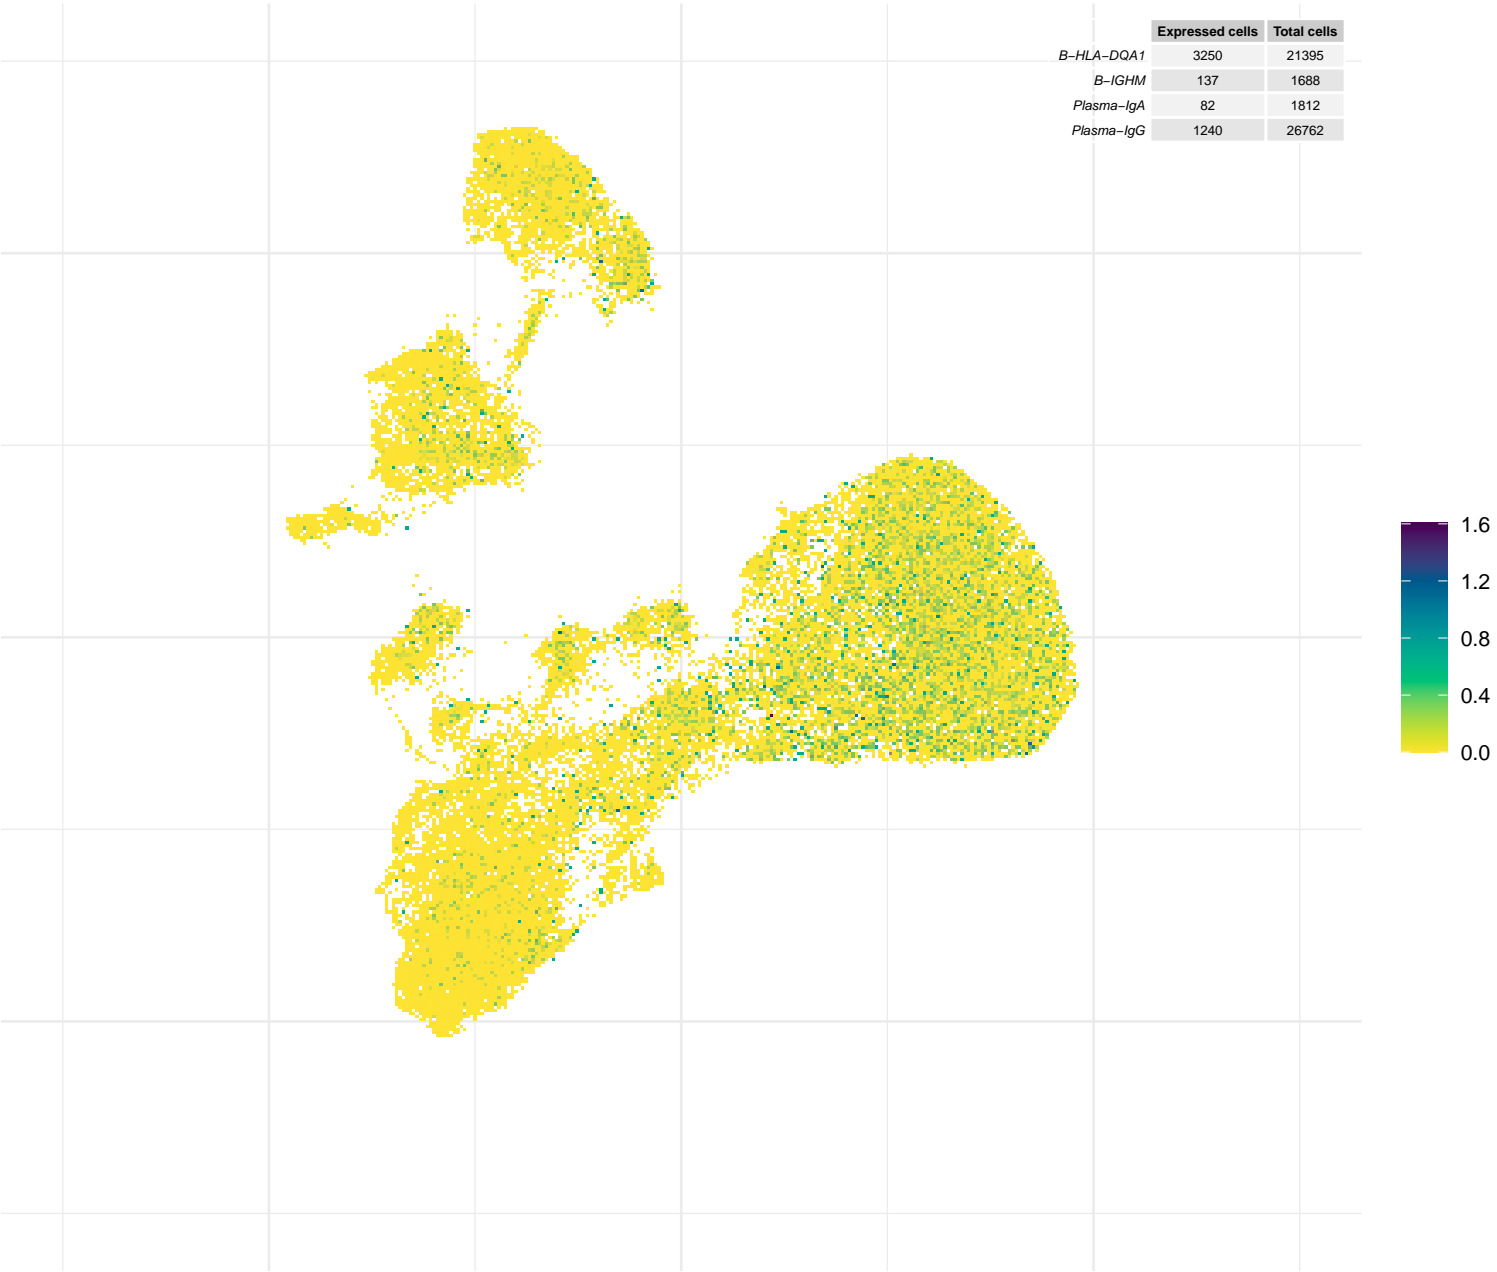 Expressed cells Total cells
B−HLA−DQA1 3250 21395
B−IGHM 137 1688
Plasma−IgA 82 1812
Plasma−IgG 1240 26762
1.6
1.2
0.8
0.4
0.0